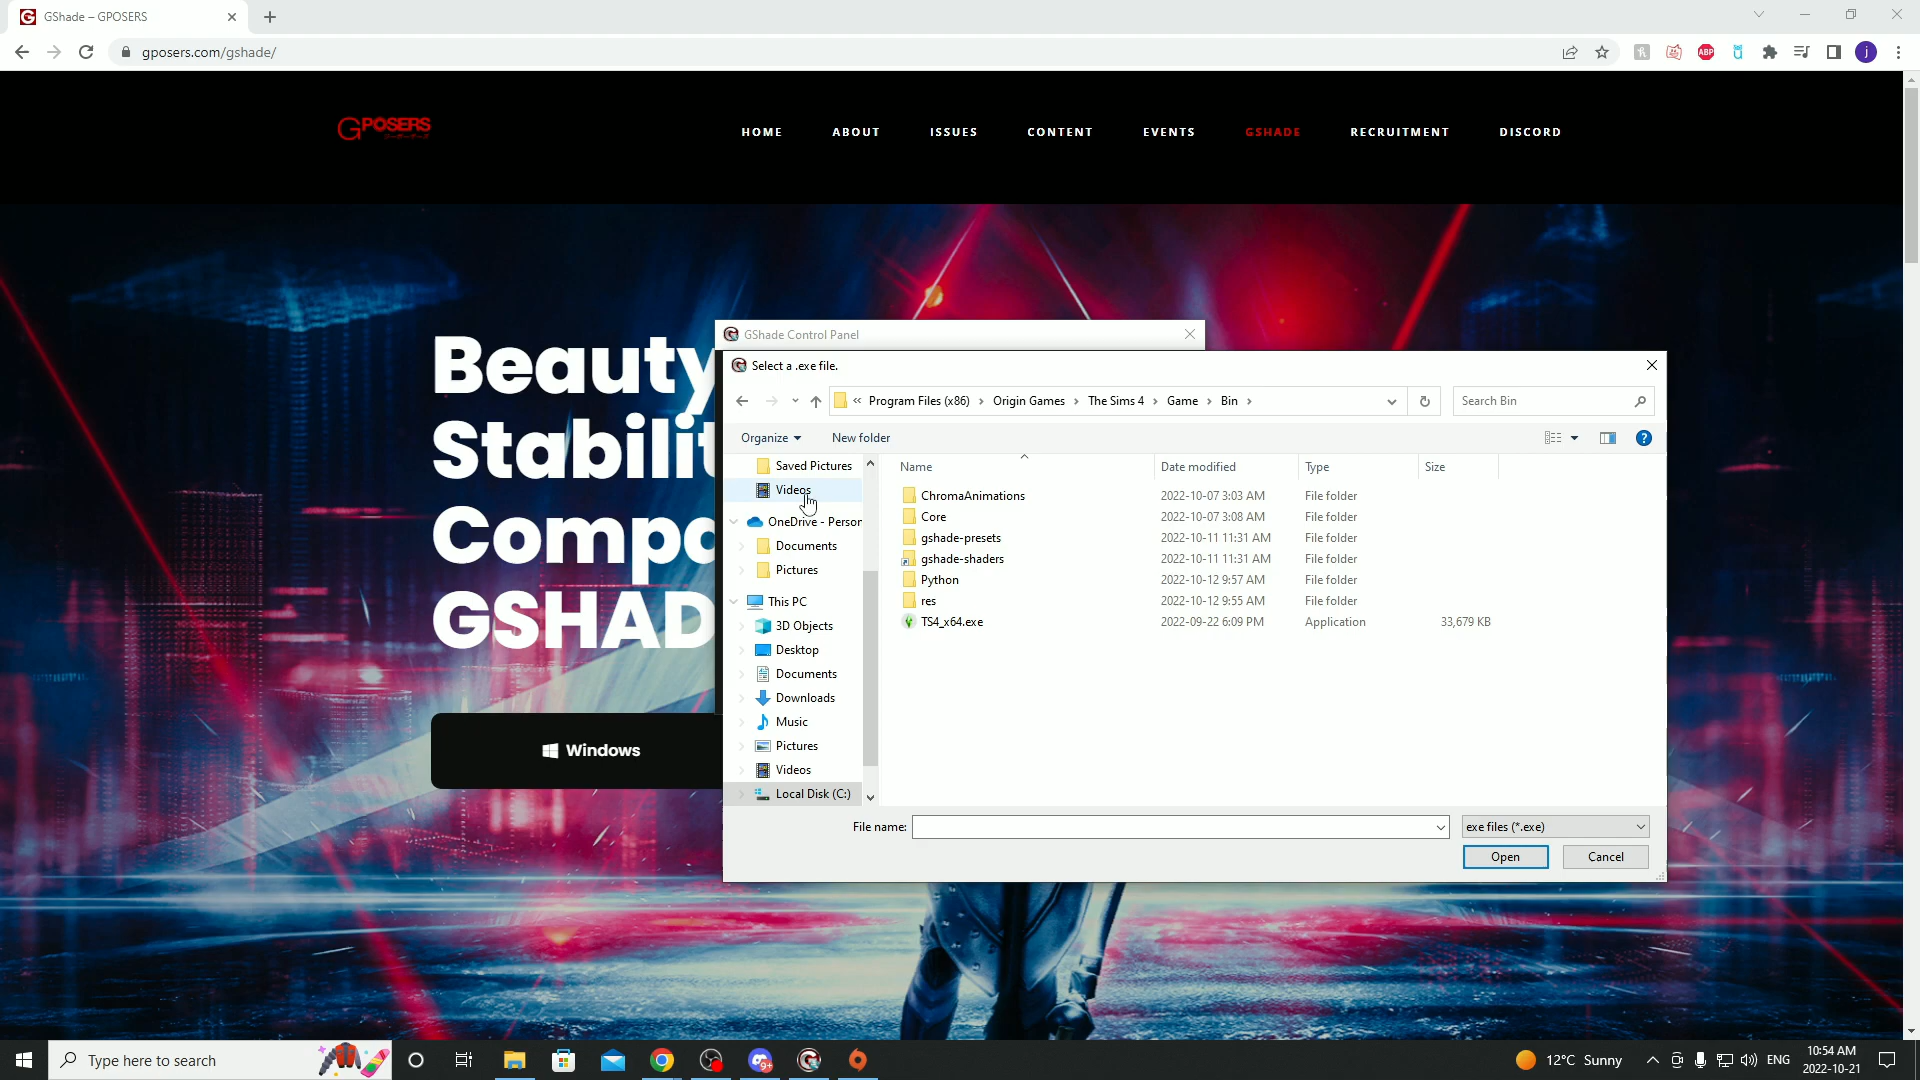 GShade – GPOSERS
gposers.com/gshade/
ABP
j
GPOSERS
HOME
ABOUT
ISSUES
CONTENT
EVENTS
GSHADE
RECRUITMENT
DISCORD
Beauty
Stabilit
Compa
GSHAD
Windows
GShade Control Panel
Select a .exe file.
« Program Files (x86) › Origin Games › The Sims 4 › Game › Bin ›
Search Bin
Organize
New folder
?
Saved Pictures
Videos
OneDrive - Person
Documents
Pictures
This PC
3D Objects
Desktop
Documents
Downloads
Music
Pictures
Videos
Local Disk (C:)
Name Date modified Type Size
ChromaAnimations 2022-10-07 3:03 AM File folder
Core 2022-10-07 3:08 AM File folder
gshade-presets 2022-10-11 11:31 AM File folder
gshade-shaders 2022-10-11 11:31 AM File folder
Python 2022-10-12 9:57 AM File folder
res 2022-10-12 9:55 AM File folder
TS4_x64.exe 2022-09-22 6:09 PM Application 33,679 KB
File name:
exe files (*.exe)
Open
Cancel
Type here to search
12°C Sunny
ENG
10:54 AM
2022-10-21